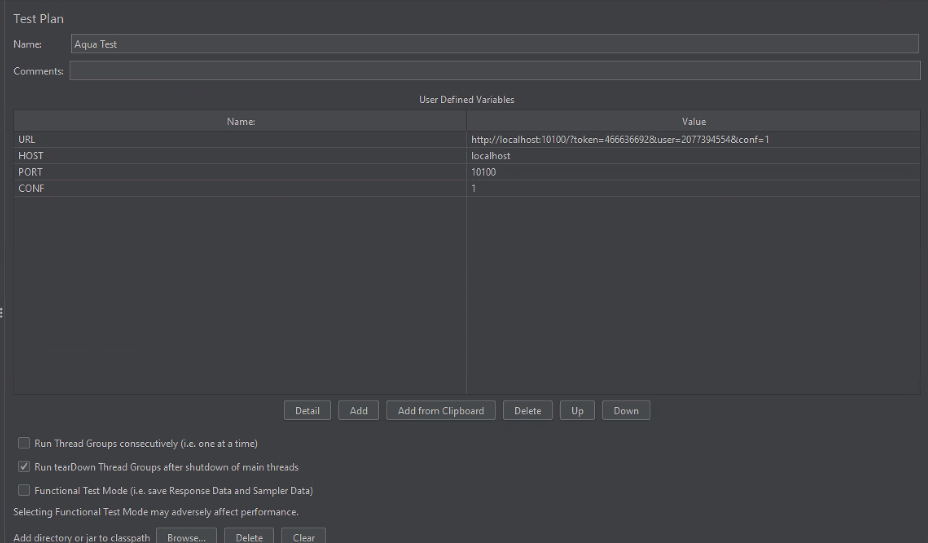 Test Plan
Name: Aqua Test
Comments:
User Defined Variables
Name: Value
URL http://localhost:10100/?token=466636692&user=2077394554&conf=1
HOST localhost
PORT 10100
CONF 1
Detail Add Add from Clipboard Delete Up Down
Run Thread Groups consecutively (i.e. one at a time)
Run tearDown Thread Groups after shutdown of main threads
Functional Test Mode (i.e. save Response Data and Sampler Data)
Selecting Functional Test Mode may adversely affect performance.
Add directory or jar to classpath Browse... Delete Clear